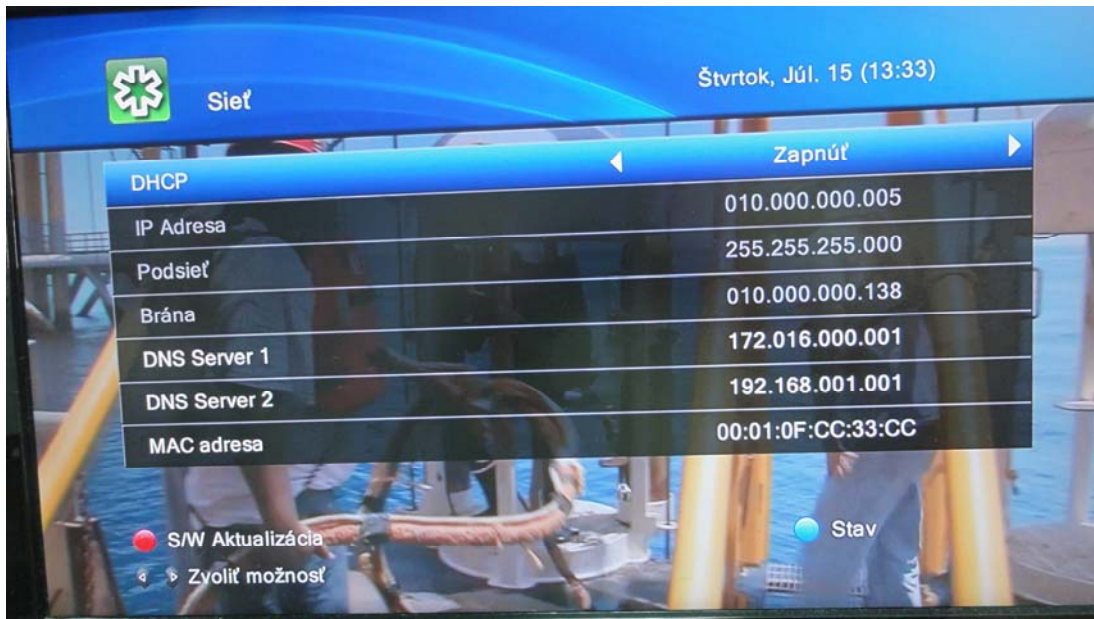 Sieť
Štvrtok, Júl. 15 (13:33)
DHCP Zapnúť
IP Adresa 010.000.000.005
Podsieť 255.255.255.000
Brána 010.000.000.138
DNS Server 1 172.016.000.001
DNS Server 2 192.168.001.001
MAC adresa 00:01:0F:CC:33:CC
S/W Aktualizácia Stav
Zvoliť možnosť